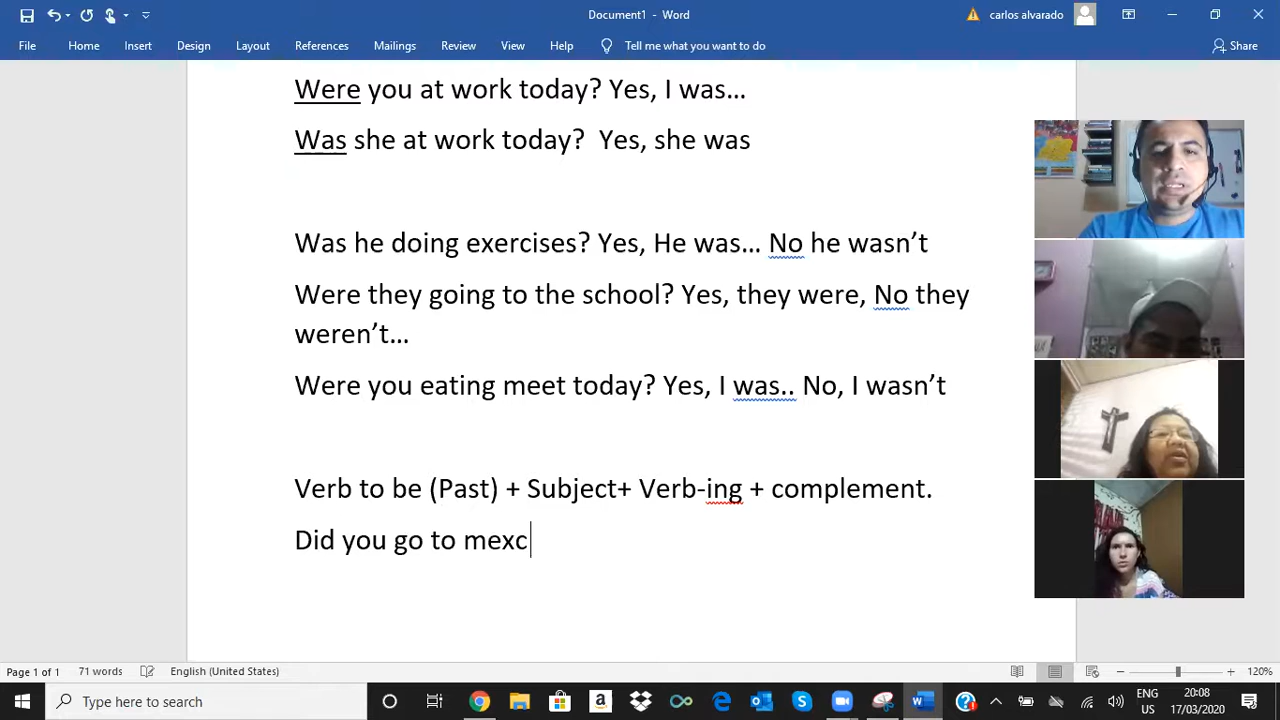 Document1 - Word
carlos alvarado
File Home Insert Design Layout References Mailings Review View Help Tell me what you want to do Share
Were you at work today? Yes, I was…
Was she at work today? Yes, she was
Was he doing exercises? Yes, He was… No he wasn’t
Were they going to the school? Yes, they were, No they
weren’t…
Were you eating meet today? Yes, I was.. No, I wasn’t
Verb to be (Past) + Subject+ Verb-ing + complement.
Did you go to mexc
Page 1 of 1 71 words English (United States) 120%
Type here to search
ENG 20:08
US 17/03/2020